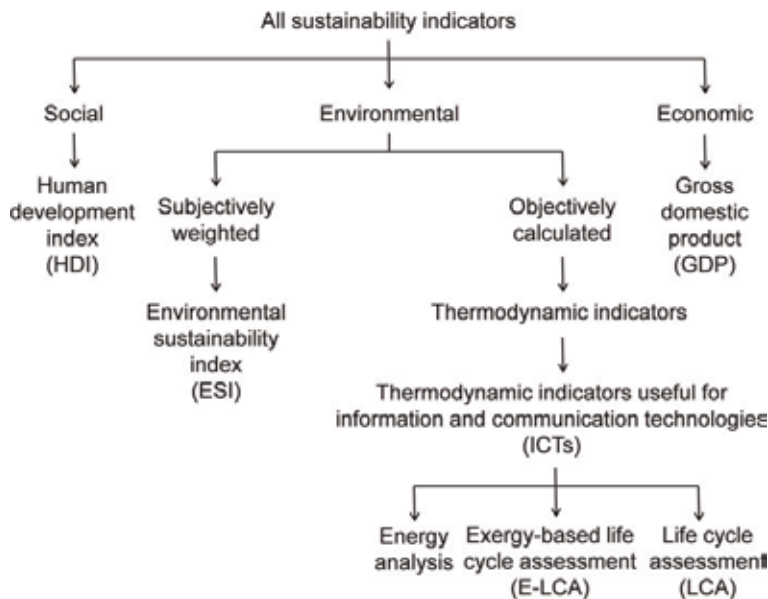 All sustainability indicators
Social
Environmental
Economic
Human
development
index
(HDI)
Subjectively
weighted
Objectively
calculated
Gross
domestic
product
(GDP)
Environmental
sustainability
index
(ESI)
Thermodynamic indicators
Thermodynamic indicators useful for
information and communication technologies
(ICTs)
Energy
analysis
Exergy-based life
cycle assessment
(E-LCA)
Life cycle
assessment
(LCA)